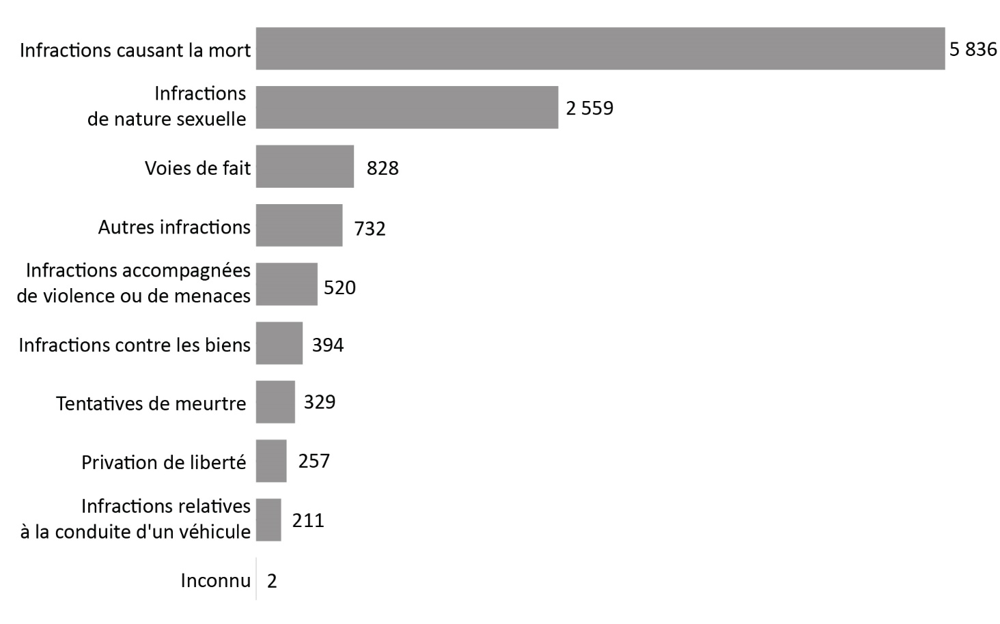 Infractions causant la mort 5 836
Infractions
de nature sexuelle 2 559
Voies de fait 828
Autres infractions 732
Infractions accompagnées
de violence ou de menaces 520
Infractions contre les biens 394
Tentatives de meurtre 329
Privation de liberté 257
Infractions relatives
à la conduite d'un véhicule 211
Inconnu 2